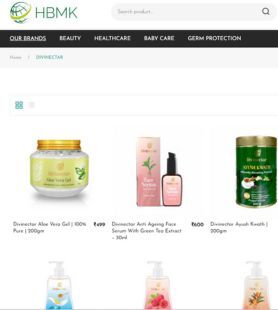 HBMK
Search product...
OUR BRANDS BEAUTY HEALTHCARE BABY CARE GERM PROTECTION
Home / DIVINECTAR
Divinectar Aloe Vera Gel | 100% Pure | 200gm
₹499
Divinectar Anti Ageing Face Serum With Green Tea Extract – 30ml
₹600
Divinectar Ayush Kwath | 200gm